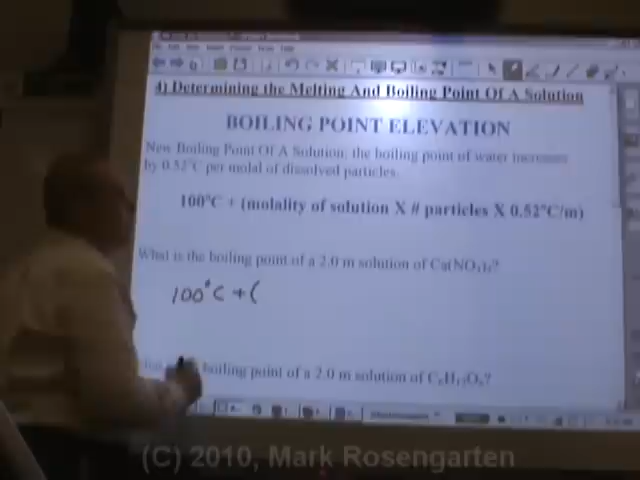 4) Determining the Melting And Boiling Point Of A Solution
BOILING POINT ELEVATION
New Boiling Point Of A Solution: the boiling point of water increases
by 0.52°C per molal of dissolved particles.
100°C + (molality of solution X # particles X 0.52°C/m)
What is the boiling point of a 2.0 m solution of Ca(NO₃)₂?
100°C + (
boiling point of a 2.0 m solution of C₆H₁₂O₆?
(C) 2010, Mark Rosengarten